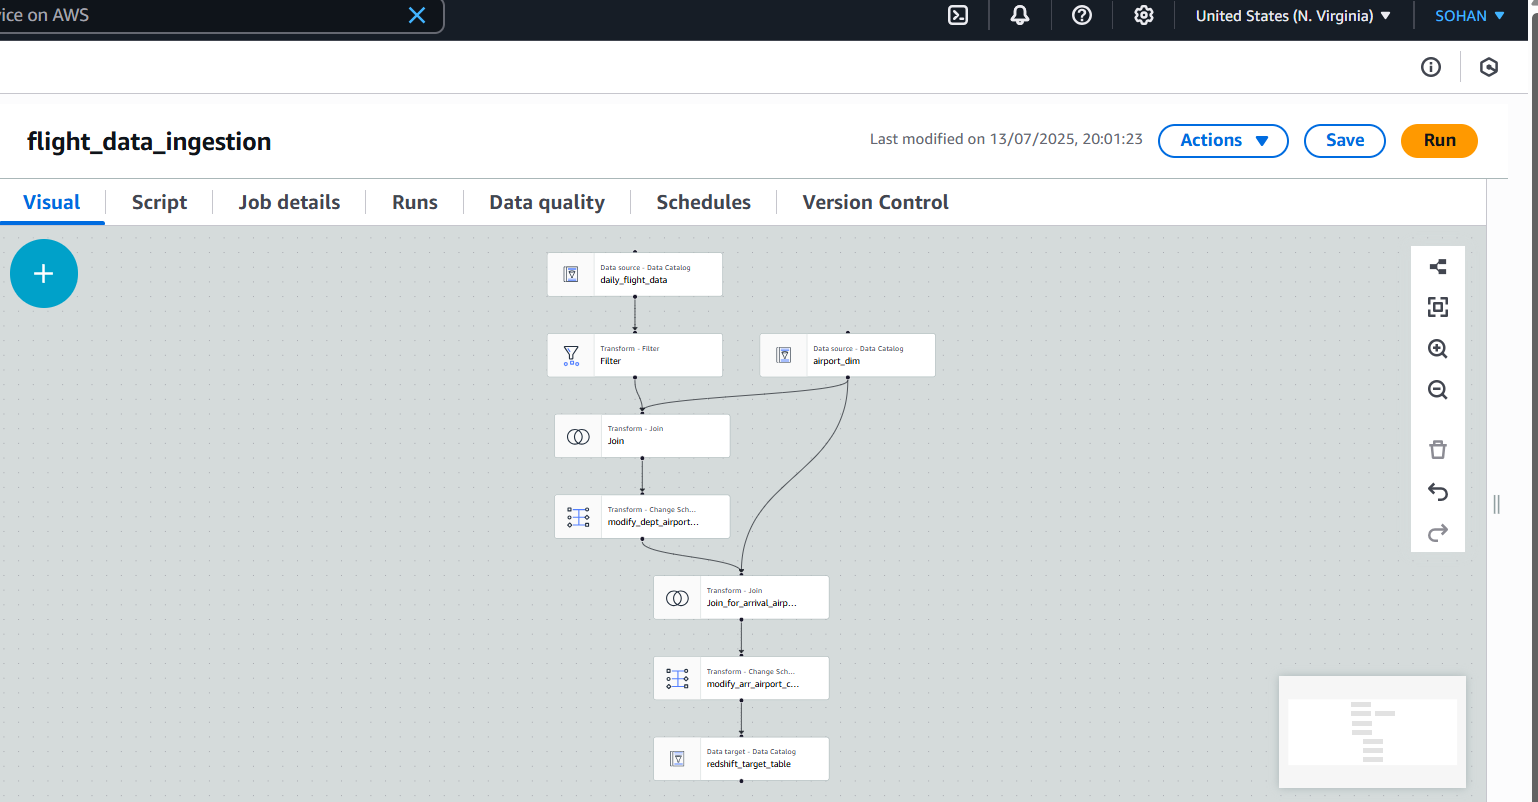 ice on AWS
United States (N. Virginia)
SOHAN
flight_data_ingestion
Last modified on 13/07/2025, 20:01:23
Actions
Save
Run
Visual
Script
Job details
Runs
Data quality
Schedules
Version Control
Data source - Data Catalog
daily_flight_data
Transform - Filter
Filter
Data source - Data Catalog
airport_dim
Transform - Join
Join
Transform - Change Sch...
modify_dept_airport...
Transform - Join
Join_for_arrival_airp...
Transform - Change Sch...
modify_arr_airport_c...
Data target - Data Catalog
redshift_target_table